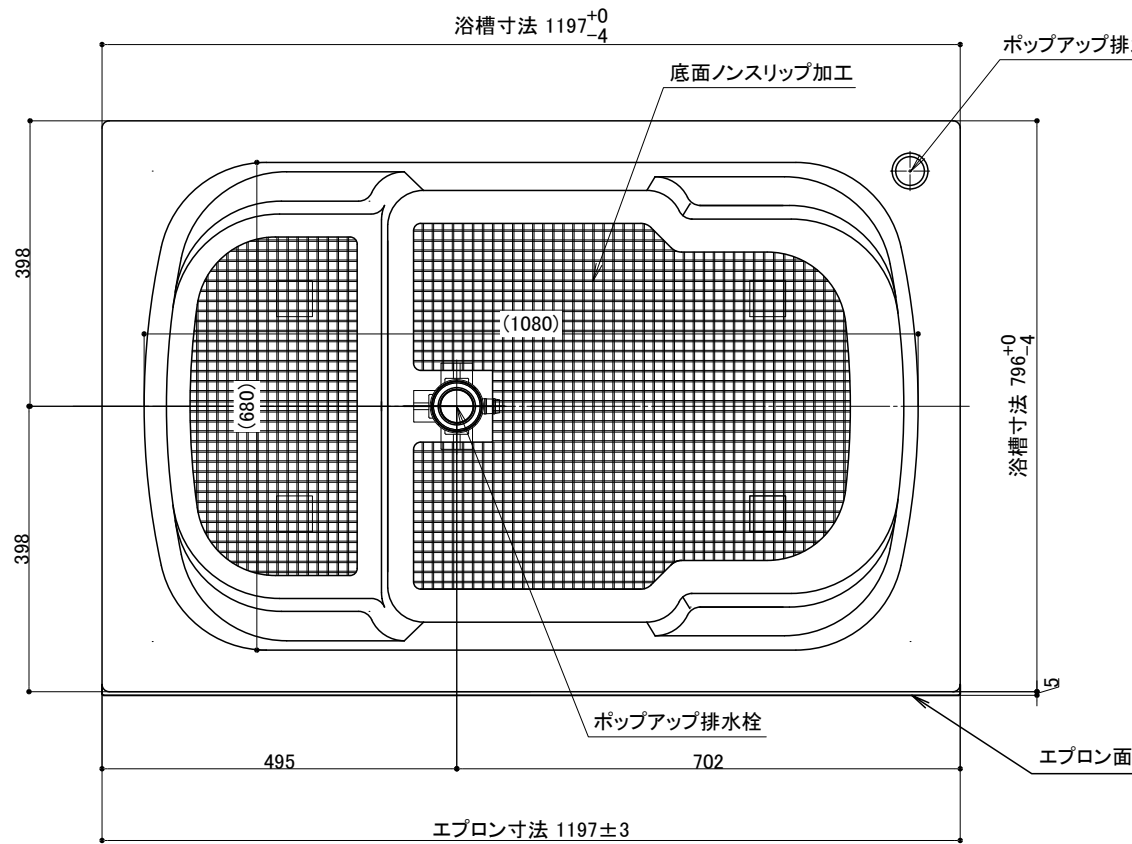 浴槽寸法 1197 +0 -4
ポップアップ排
底面ノンスリップ加工
398
(1080)
(680)
浴槽寸法 796 +0 -4
398
5
ポップアップ排水栓
495
702
エプロン面
エプロン寸法 1197±3